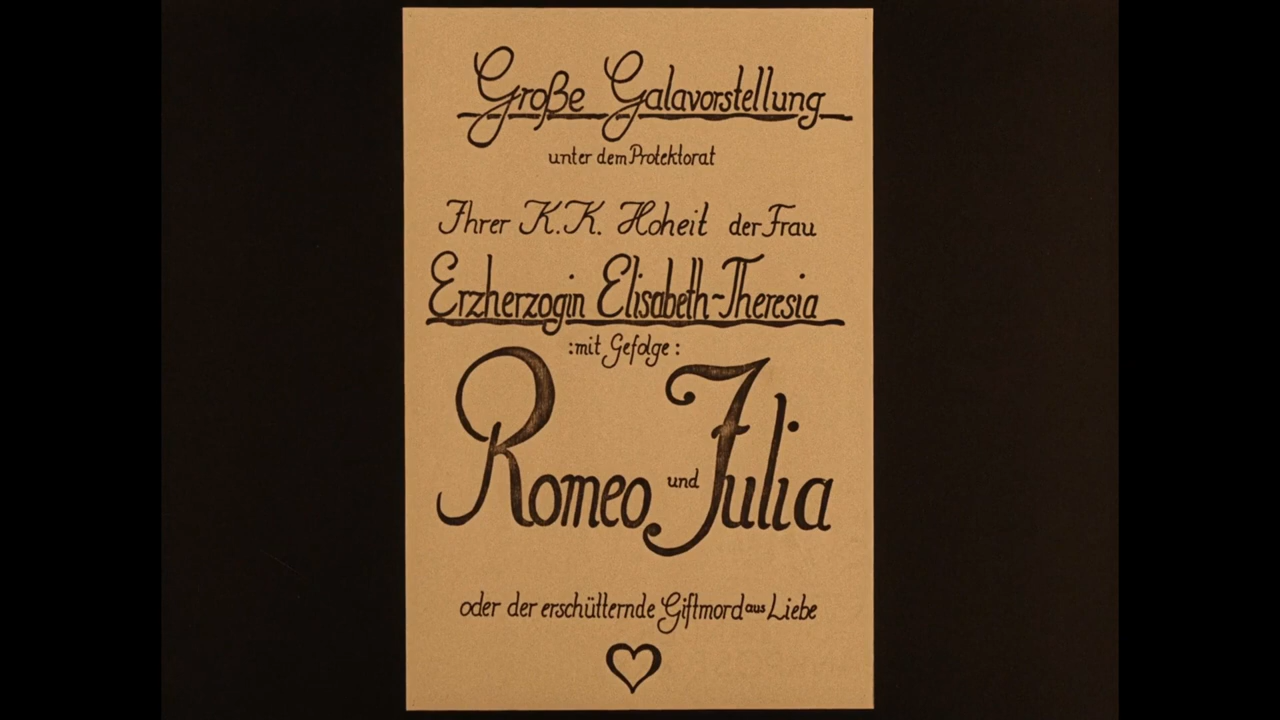 Große Galavorstellung
unter dem Protektorat
Ihrer K.K. Hoheit der Frau
Erzherzogin Elisabeth-Theresia
:mit Gefolge:
Romeo und Julia
oder der erschütternde Giftmord aus Liebe